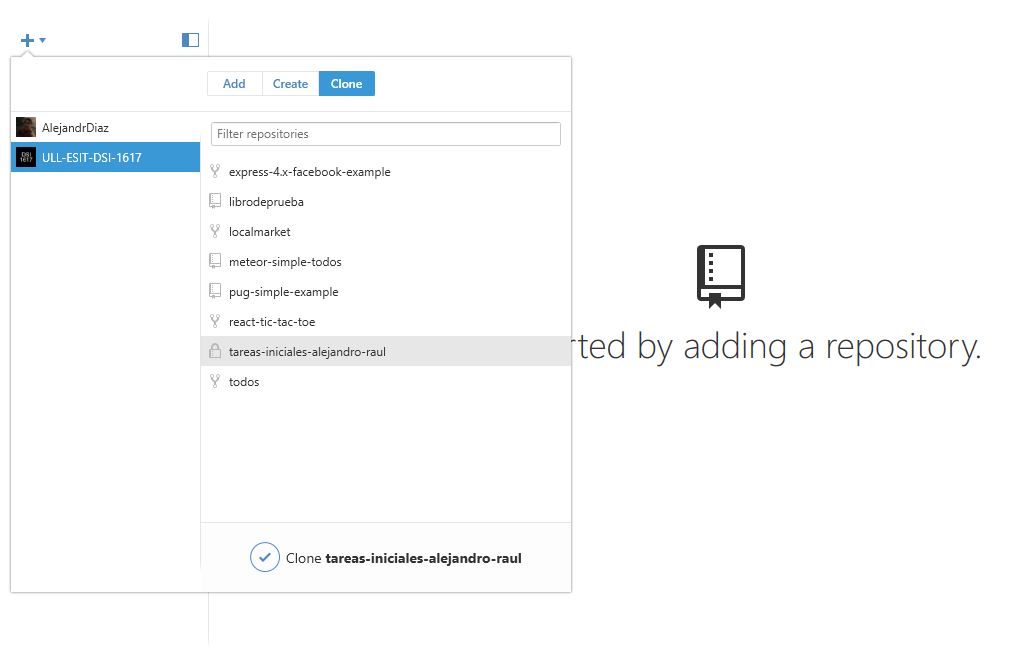 Add Create Clone
AlejandrDiaz
DSI
1617
ULL-ESIT-DSI-1617
Filter repositories
express-4.x-facebook-example
librodeprueba
localmarket
meteor-simple-todos
pug-simple-example
react-tic-tac-toe
tareas-iniciales-alejandro-raul
todos
Clone tareas-iniciales-alejandro-raul
rted by adding a repository.